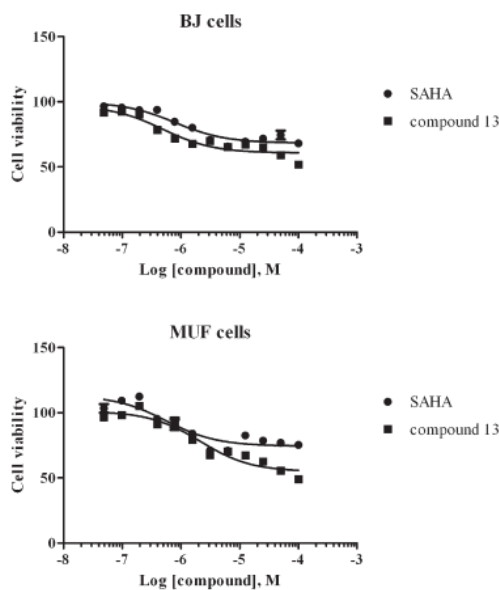 BJ cells
150
100
50
0
Cell viability
-8 -7 -6 -5 -4 -3
Log [compound], M
SAHA
compound 13
MUF cells
150
100
50
0
Cell viability
-8 -7 -6 -5 -4 -3
Log [compound], M
SAHA
compound 13